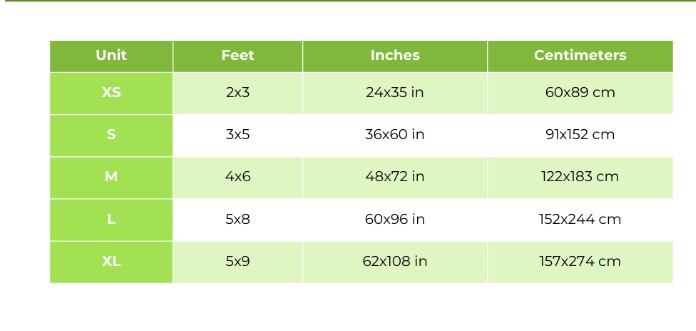 Unit Feet Inches Centimeters
XS 2x3 24x35 in 60x89 cm
S 3x5 36x60 in 91x152 cm
M 4x6 48x72 in 122x183 cm
L 5x8 60x96 in 152x244 cm
XL 5x9 62x108 in 157x274 cm